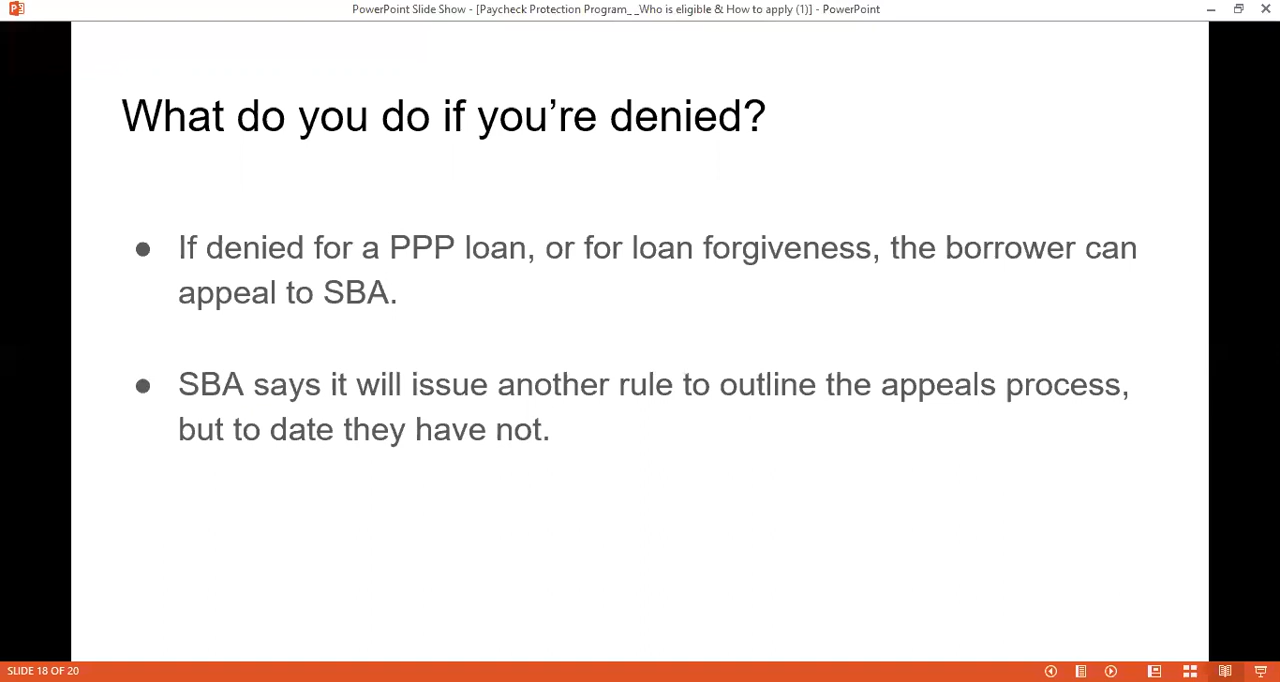 PowerPoint Slide Show - [Paycheck Protection Program_ _Who is eligible & How to apply (1)] - PowerPoint
What do you do if you’re denied?
● If denied for a PPP loan, or for loan forgiveness, the borrower can
appeal to SBA.
● SBA says it will issue another rule to outline the appeals process,
but to date they have not.
SLIDE 18 OF 20